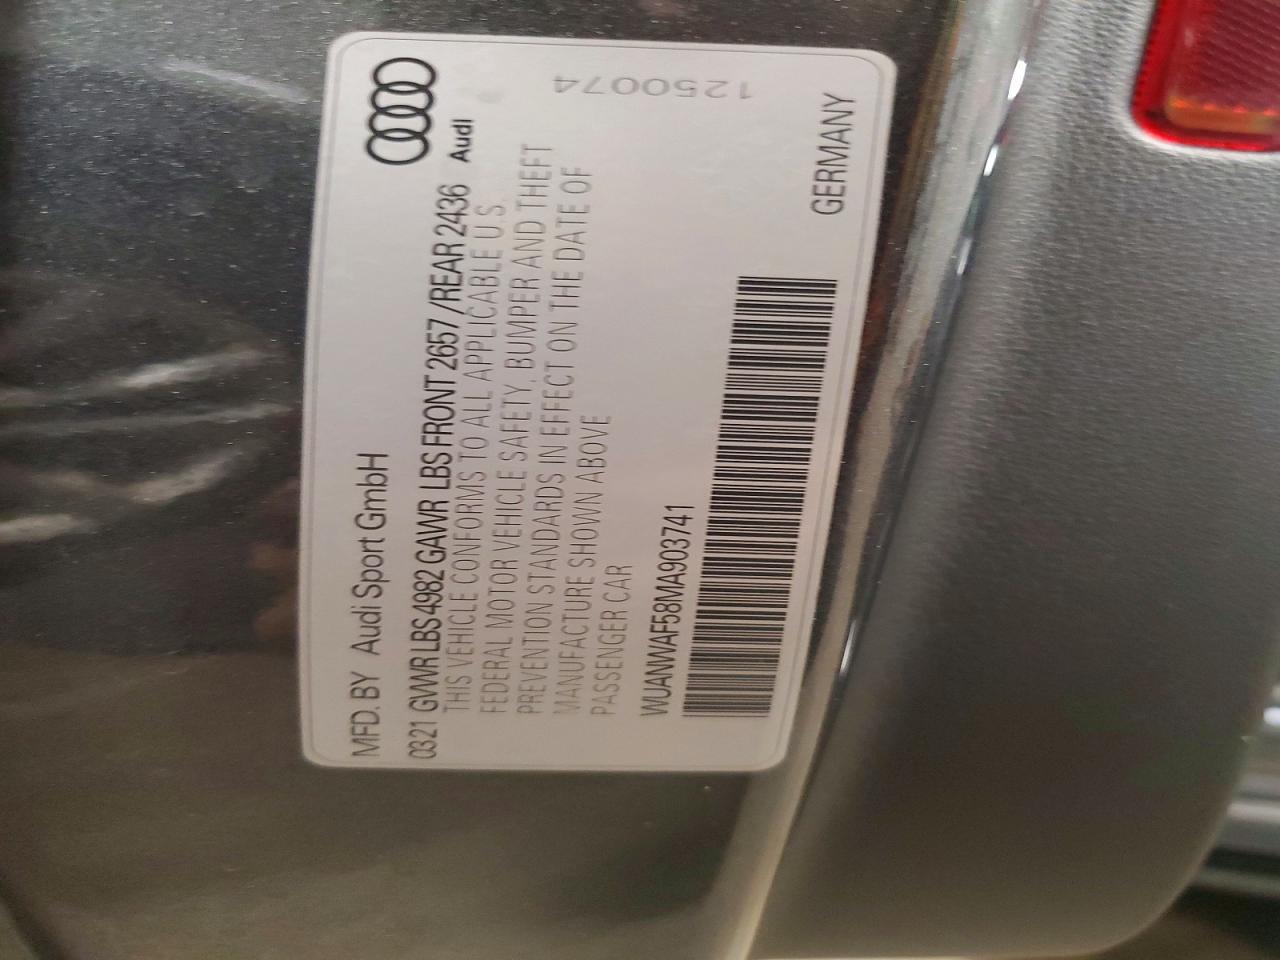 MFD. BY Audi Sport GmbH
Audi
0321 GVWR LBS 4982 GAWR LBS FRONT 2657 /REAR 2436
THIS VEHICLE CONFORMS TO ALL APPLICABLE U.S.
FEDERAL MOTOR VEHICLE SAFETY, BUMPER AND THEFT
PREVENTION STANDARDS IN EFFECT ON THE DATE OF
MANUFACTURE SHOWN ABOVE
PASSENGER CAR
WUANWAF58MA903741
GERMANY
1250074